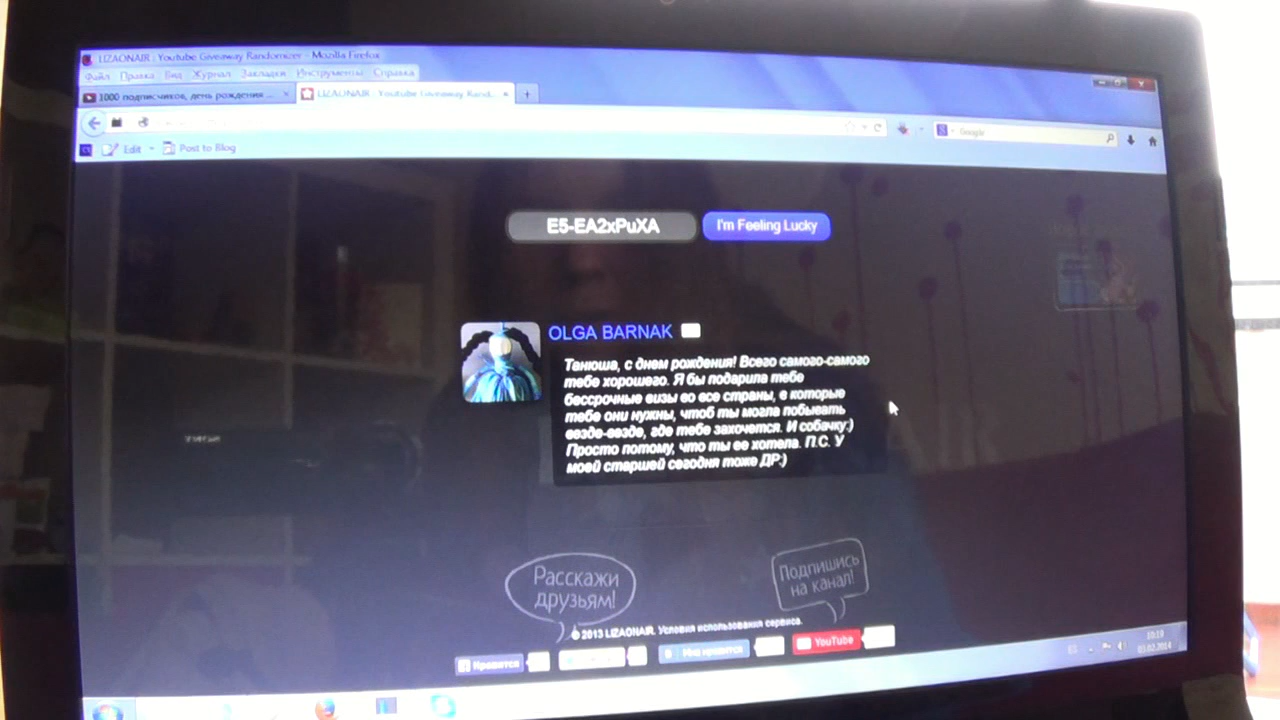 LIZAONAIR : Youtube Giveaway Randomizer - Mozilla Firefox
Файл Правка Вид Журнал Закладки Инструменты Справка
1000 подписчиков, день рождения ...
LIZAONAIR : Youtube Giveaway Rand...
Google
Edit Post to Blog
E5-EA2xPuXA
I'm Feeling Lucky
OLGA BARNAK
Танюша, с днем рождения! Всего самого-самого
тебе хорошего. Я бы подарила тебе
бессрочные визы во все страны, в которые
тебе они нужны, чтоб ты могла побывать
везде-везде, где тебе захочется. И собачку:)
Просто потому, что ты ее хотела. П.С. У
моей старшей сегодня тоже ДР:)
Расскажи
друзьям!
Подпишись
на канал!
© 2013 LIZAONAIR. Условия использования сервиса.
Нравится
Мне нравится
YouTube
ES
10:19
03.02.2014